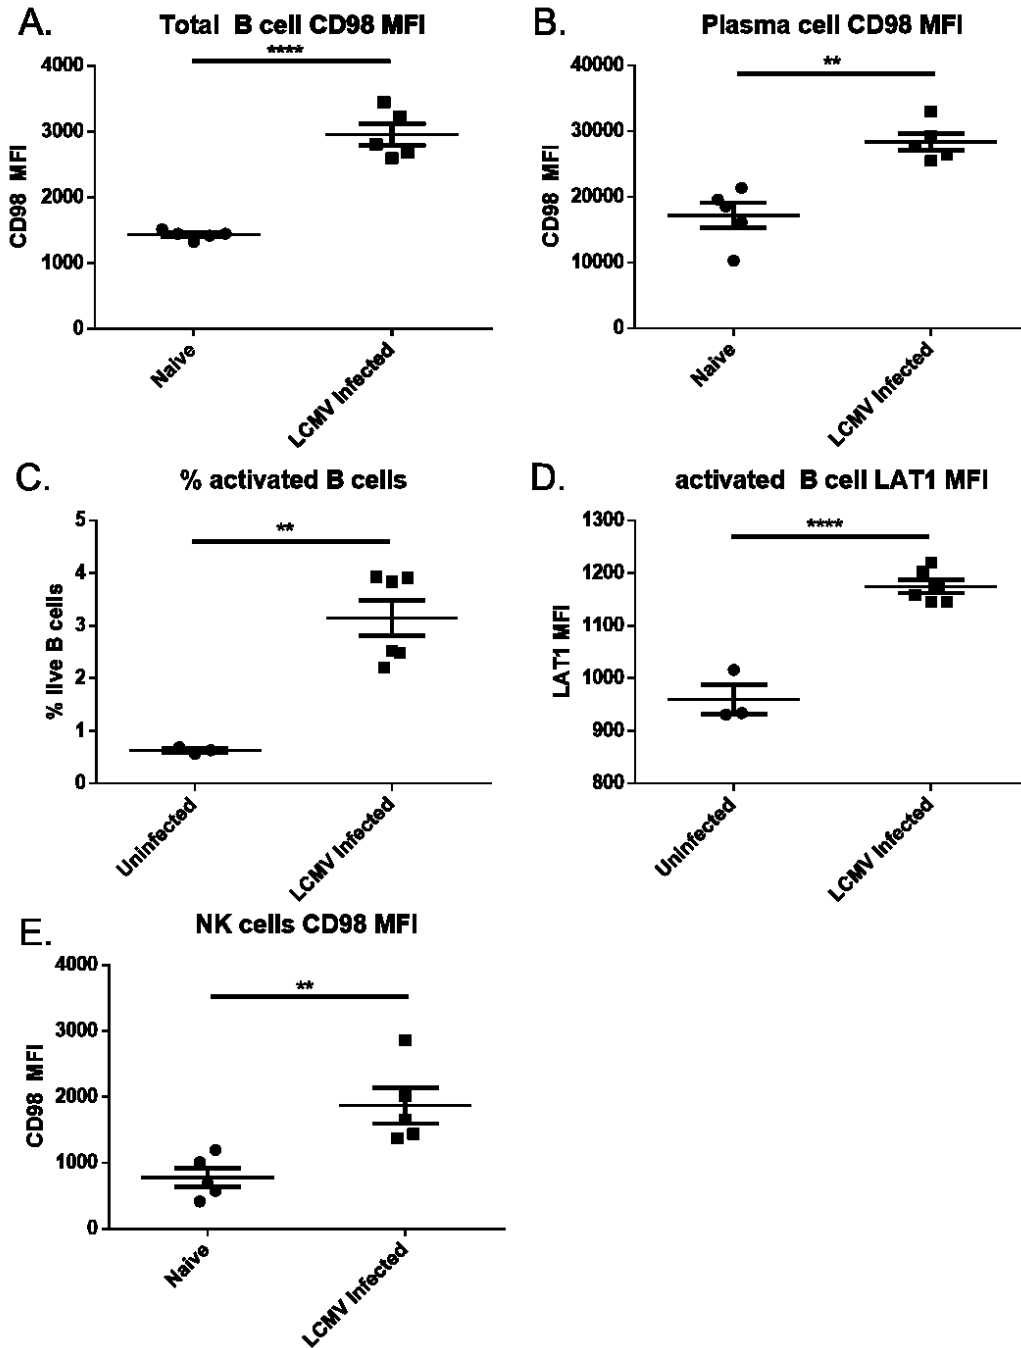 A. Total B cell CD98 MFI
****
4000
3000
2000
1000
0
CD98 MFI
Naive
LCMV Infected
B. Plasma cell CD98 MFI
**
40000
30000
20000
10000
0
CD98 MFI
Naive
LCMV Infected
C. % activated B cells
**
5
4
3
2
1
0
% live B cells
Uninfected
LCMV Infected
D. activated B cell LAT1 MFI
****
1300
1200
1100
1000
900
800
LAT1 MFI
Uninfected
LCMV Infected
E. NK cells CD98 MFI
**
4000
3000
2000
1000
0
CD98 MFI
Naive
LCMV Infected